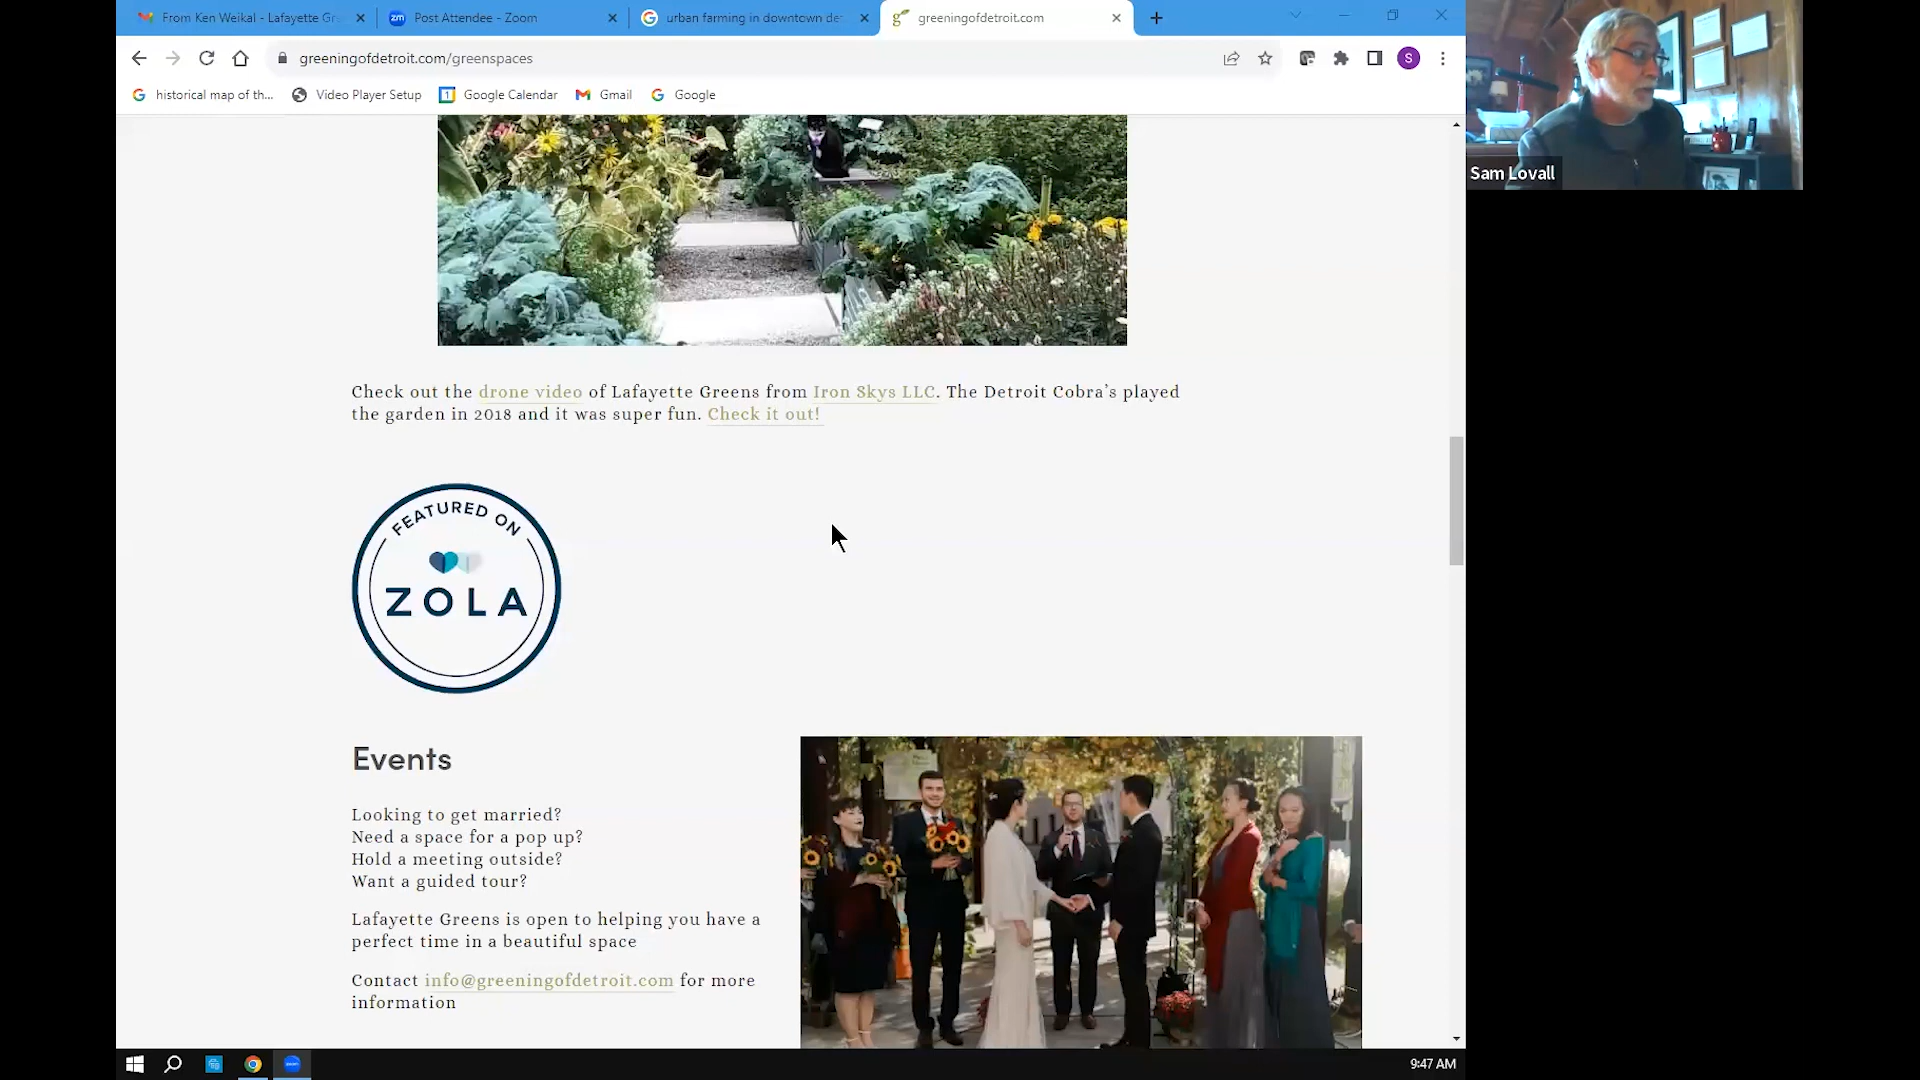 From Ken Weikal - Lafayette Gr
Post Attendee - Zoom
urban farming in downtown de
greeningofdetroit.com
greeningofdetroit.com/greenspaces
S
historical map of th...
Video Player Setup
Google Calendar
Gmail
Google
Sam Lovall
Check out the drone video of Lafayette Greens from Iron Skys LLC. The Detroit Cobra's played
the garden in 2018 and it was super fun. Check it out!
FEATURED ON
ZOLA
Events
Looking to get married?
Need a space for a pop up?
Hold a meeting outside?
Want a guided tour?
Lafayette Greens is open to helping you have a
perfect time in a beautiful space
Contact info@greeningofdetroit.com for more
information
9:47 AM